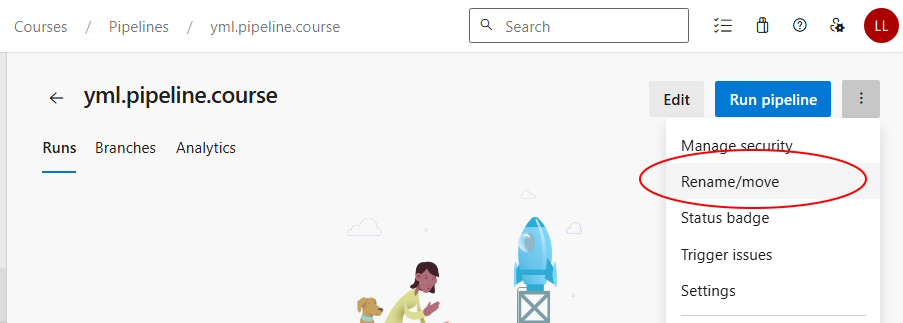 Courses / Pipelines / yml.pipeline.course Search LL
yml.pipeline.course Edit Run pipeline
Runs Branches Analytics
Manage security
Rename/move
Status badge
Trigger issues
Settings